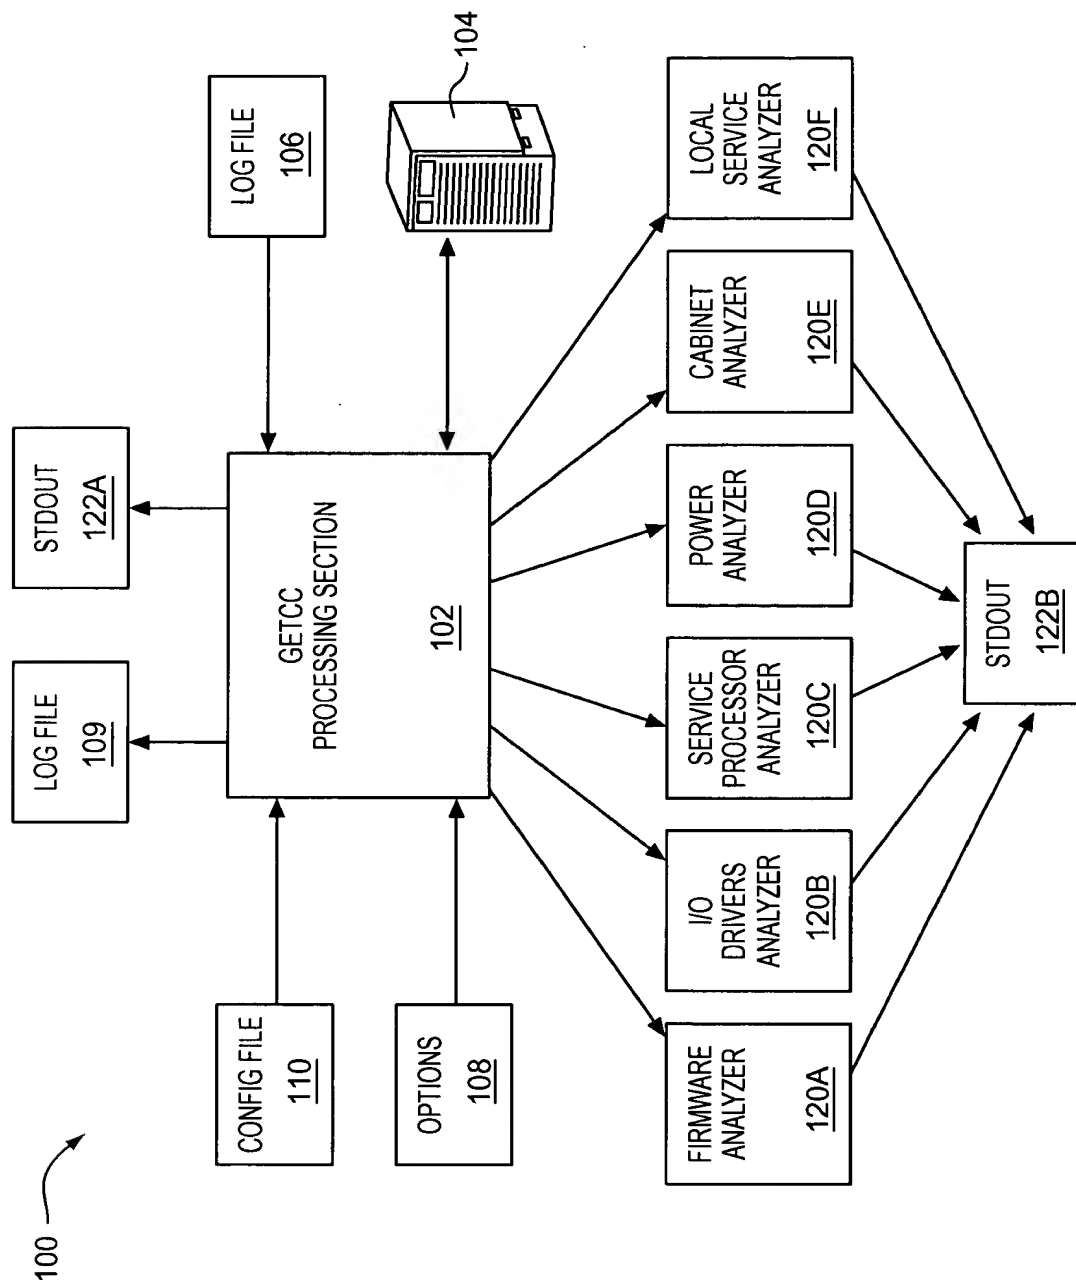 100
LOG FILE
109
STDOUT
122A
CONFIG FILE
110
OPTIONS
108
GETCC
PROCESSING SECTION
102
LOG FILE
106
104
FIRMWARE
ANALYZER
120A
I/O
DRIVERS
ANALYZER
120B
SERVICE
PROCESSOR
ANALYZER
120C
POWER
ANALYZER
120D
CABINET
ANALYZER
120E
LOCAL
SERVICE
ANALYZER
120F
STDOUT
122B